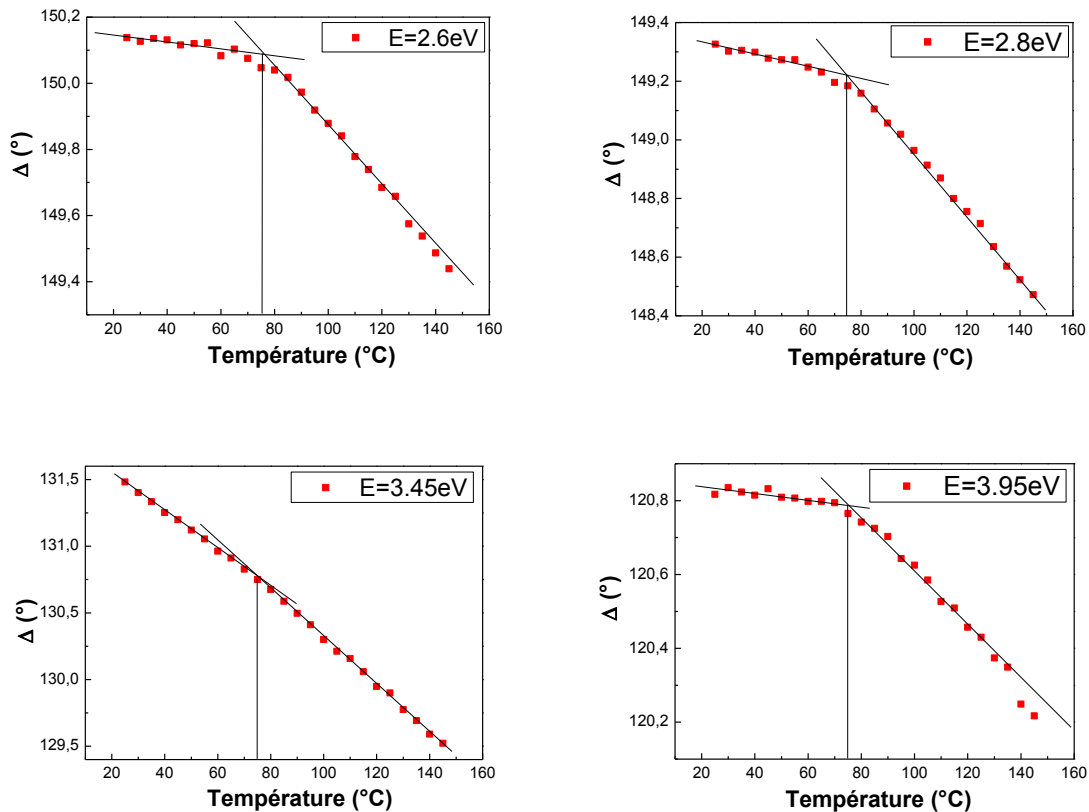 150,2
150,0
149,8
149,6
149,4
Δ (°)
E=2.6eV
20 40 60 80 100 120 140 160
Température (°C)
149,4
149,2
149,0
148,8
148,6
148,4
Δ (°)
E=2.8eV
20 40 60 80 100 120 140 160
Température (°C)
131,5
131,0
130,5
130,0
129,5
Δ (°)
E=3.45eV
20 40 60 80 100 120 140 160
Température (°C)
120,8
120,6
120,4
120,2
Δ (°)
E=3.95eV
20 40 60 80 100 120 140 160
Température (°C)